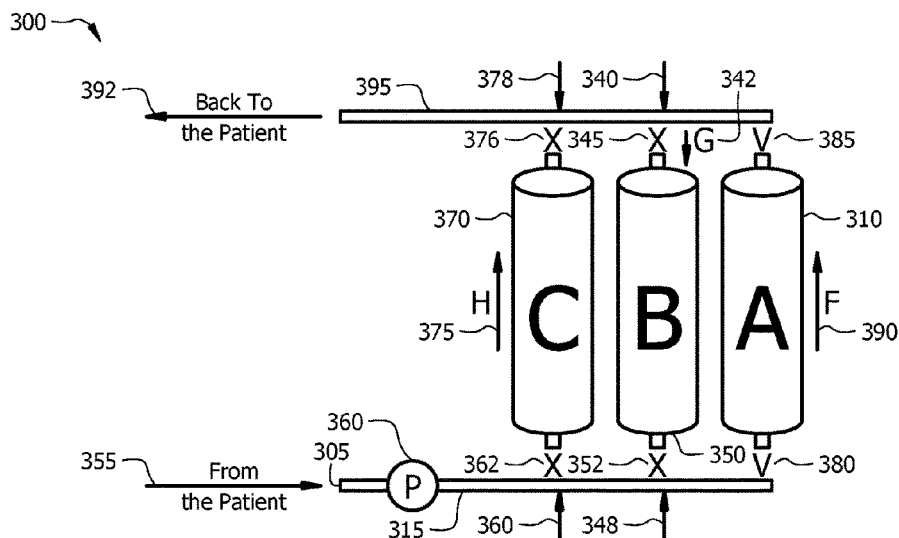 300
378
340
342
392
Back To
the Patient
395
376
X
345
X
G
V
385
370
310
H
C
B
A
F
375
390
360
350
355
From
the Patient
305
P
362
X
352
X
V
380
315
360
348